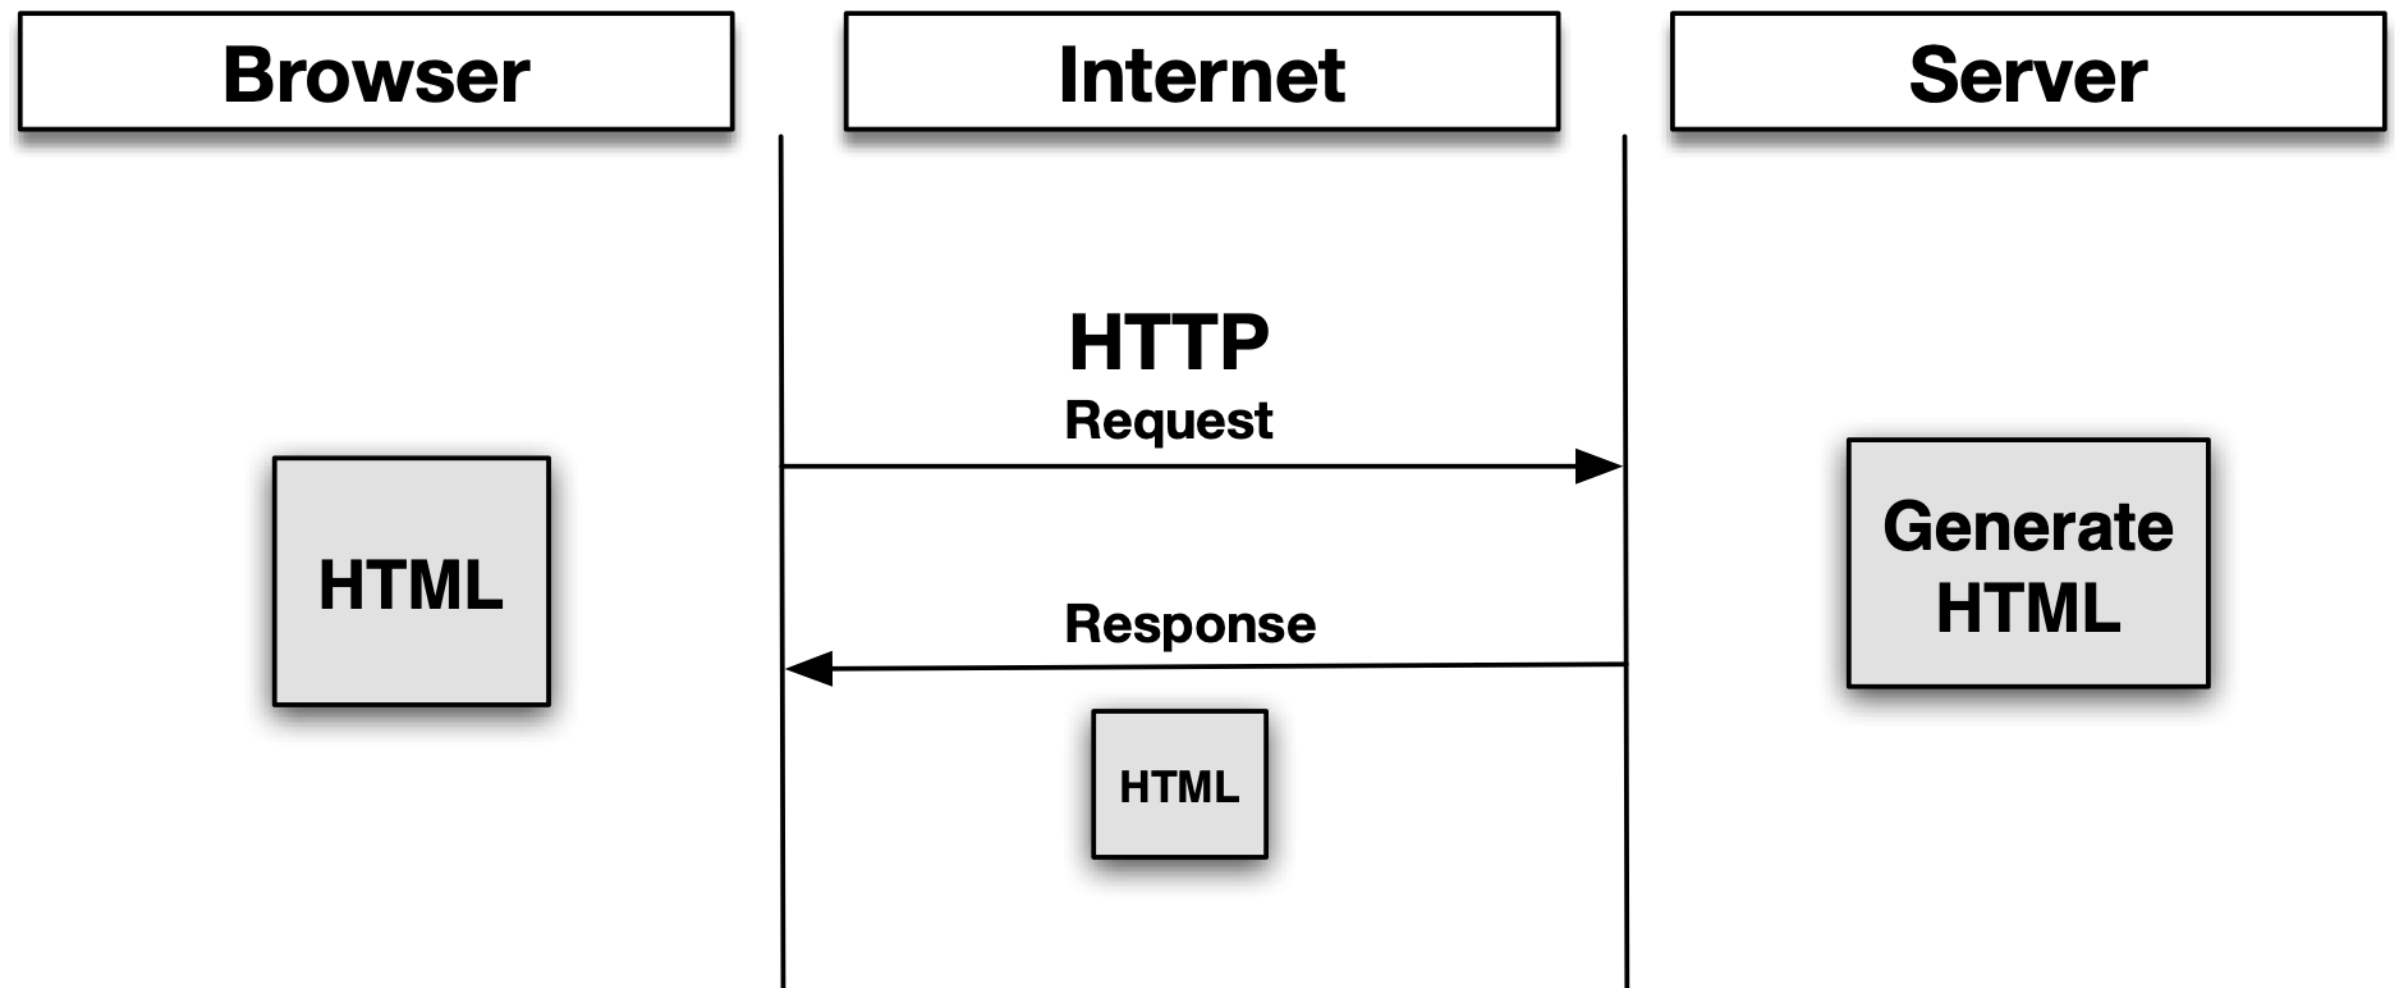 Browser
Internet
Server
HTTP
Request
HTML
Generate
HTML
Response
HTML